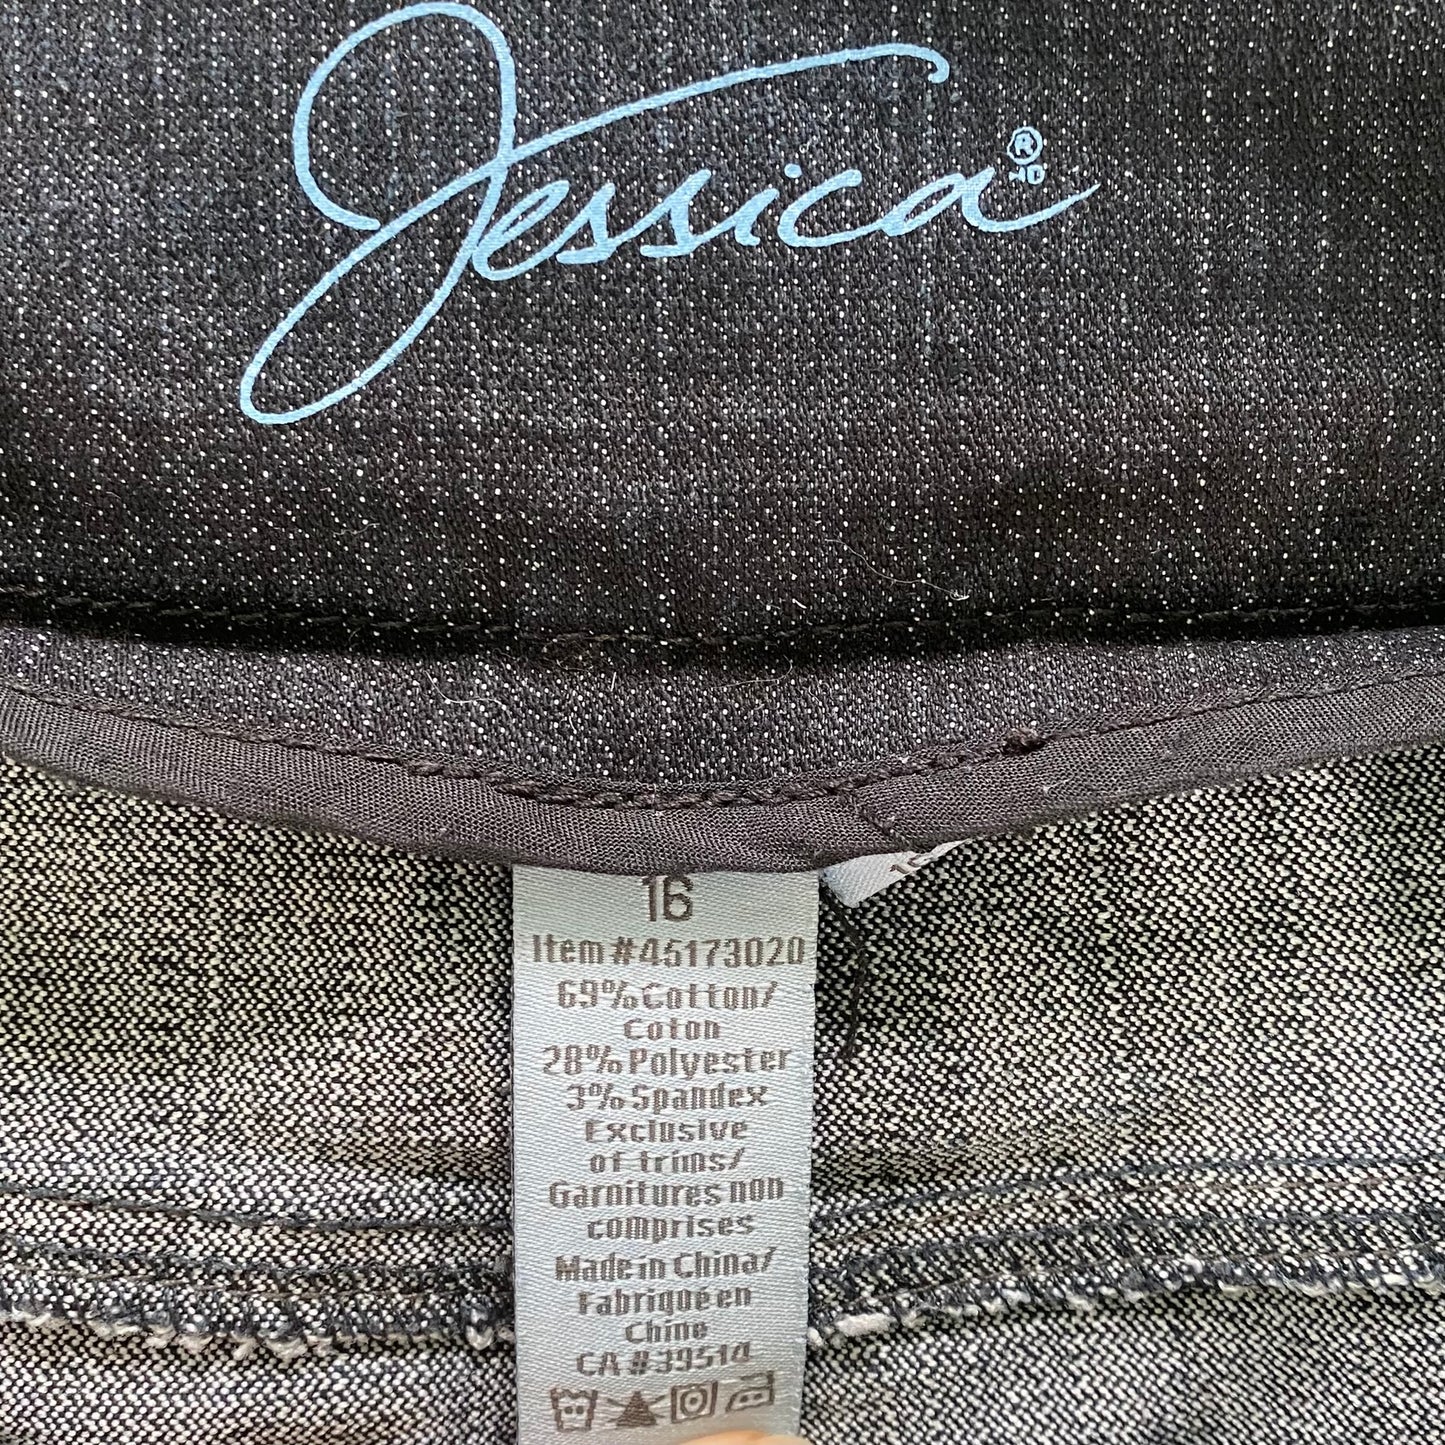 Jessica®
16
Item#45173020
69%Cotton/
Coton
28%Polyester
3%Spandex
Exclusive
of trims/
Garnitures non
comprises
Made in China/
Fabriqué en
Chine
CA#39514